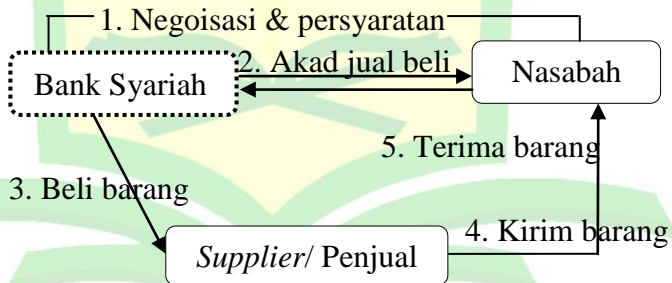 1. Negoisasi & persyaratan
2. Akad jual beli
Bank Syariah
Nasabah
5. Terima barang
3. Beli barang
4. Kirim barang
Supplier/ Penjual